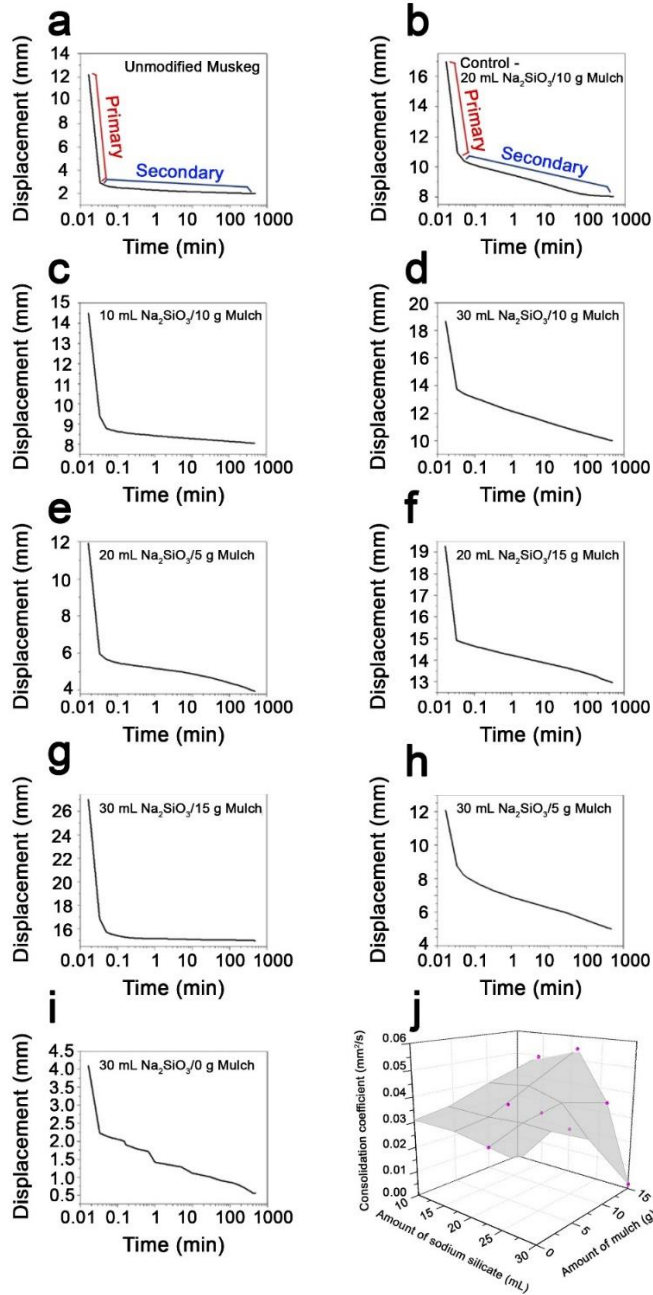 a
Unmodified Muskeg
Displacement (mm)
14
12
10
8
6
4
2
Primary
Secondary
0.01 0.1 1 10 100 1000
Time (min)
b
Control -
20 mL Na₂SiO₃/10 g Mulch
Displacement (mm)
16
14
12
10
8
Primary
Secondary
0.01 0.1 1 10 100 1000
Time (min)
c
10 mL Na₂SiO₃/10 g Mulch
Displacement (mm)
15
14
13
12
11
10
9
8
0.01 0.1 1 10 100 1000
Time (min)
d
30 mL Na₂SiO₃/10 g Mulch
Displacement (mm)
20
18
16
14
12
10
0.01 0.1 1 10 100 1000
Time (min)
e
20 mL Na₂SiO₃/5 g Mulch
Displacement (mm)
12
10
8
6
4
0.01 0.1 1 10 100 1000
Time (min)
f
20 mL Na₂SiO₃/15 g Mulch
Displacement (mm)
19
18
17
16
15
14
13
0.01 0.1 1 10 100 1000
Time (min)
g
30 mL Na₂SiO₃/15 g Mulch
Displacement (mm)
26
24
22
20
18
16
0.01 0.1 1 10 100 1000
Time (min)
h
30 mL Na₂SiO₃/5 g Mulch
Displacement (mm)
12
10
8
6
4
0.01 0.1 1 10 100 1000
Time (min)
i
30 mL Na₂SiO₃/0 g Mulch
Displacement (mm)
4.5
4.0
3.5
3.0
2.5
2.0
1.5
1.0
0.5
0.01 0.1 1 10 100 1000
Time (min)
j
Consolidation coefficient (mm²/s)
0.06
0.05
0.04
0.03
0.02
0.01
0.00
10 15 20 25 30
Amount of sodium silicate (mL)
0 5 10 15
Amount of mulch (g)